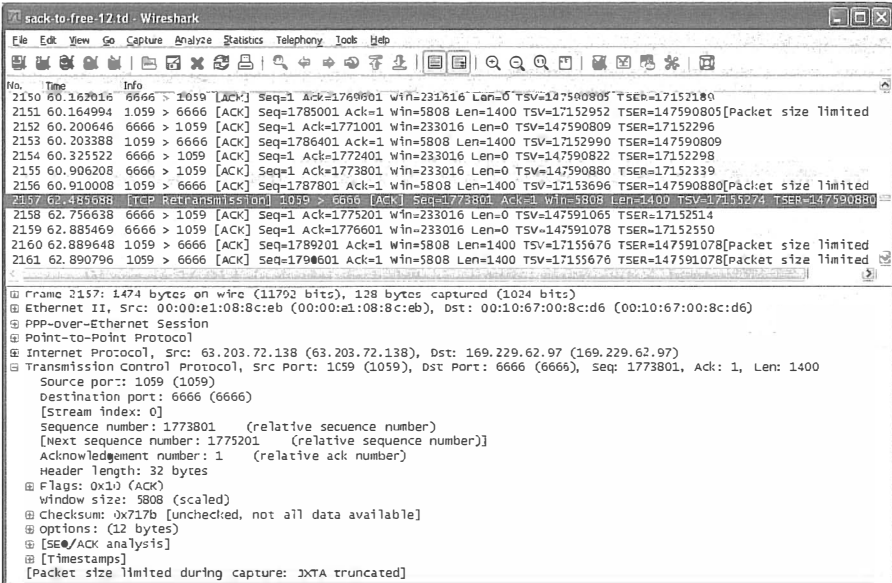 sack-to-free-12.td - Wireshark
File Edit View Go Capture Analyze Statistics Telephony Tools Help
No. Time Info
2150 60.162016 6666 > 1059 [ACK] Seq=1 Ack=1769601 Win=231616 Len=0 TSV=147590805 TSER=17152189
2151 60.164994 1059 > 6666 [ACK] Seq=1785001 Ack=1 Win=5808 Len=1400 TSV=17152952 TSER=147590805[Packet size limited
2152 60.200646 6666 > 1059 [ACK] Seq=1 Ack=1771001 Win=233016 Len=0 TSV=147590809 TSER=17152296
2153 60.203388 1059 > 6666 [ACK] Seq=1786401 Ack=1 Win=5808 Len=1400 TSV=17152990 TSER=147590809
2154 60.325522 6666 > 1059 [ACK] Seq=1 Ack=1772401 Win=233016 Len=0 TSV=147590822 TSER=17152298
2155 60.906208 6666 > 1059 [ACK] Seq=1 Ack=1773801 Win=233016 Len=0 TSV=147590880 TSER=17152339
2156 60.910008 1059 > 6666 [ACK] Seq=1787801 Ack=1 Win=5808 Len=1400 TSV=17153696 TSER=147590880[Packet size limited
2157 62.485688 [TCP Retransmission] 1059 > 6666 [ACK] Seq=1773801 Ack=1 Win=5808 Len=1400 TSV=17155274 TSER=147590880
2158 62.756638 6666 > 1059 [ACK] Seq=1 Ack=1775201 Win=233016 Len=0 TSV=147591065 TSER=17152514
2159 62.885469 6666 > 1059 [ACK] Seq=1 Ack=1776601 Win=233016 Len=0 TSV=147591078 TSER=17152550
2160 62.889648 1059 > 6666 [ACK] Seq=1789201 Ack=1 Win=5808 Len=1400 TSV=17155676 TSER=147591078[Packet size limited
2161 62.890796 1059 > 6666 [ACK] Seq=1790601 Ack=1 Win=5808 Len=1400 TSV=17155676 TSER=147591078[Packet size limited
Frame 2157: 1474 bytes on wire (11792 bits), 128 bytes captured (1024 bits)
Ethernet II, Src: 00:00:e1:08:8c:eb (00:00:e1:08:8c:eb), Dst: 00:10:67:00:8c:d6 (00:10:67:00:8c:d6)
PPP-over-Ethernet Session
Point-to-Point Protocol
Internet Protocol, Src: 63.203.72.138 (63.203.72.138), Dst: 169.229.62.97 (169.229.62.97)
Transmission Control Protocol, Src Port: 1059 (1059), Dst Port: 6666 (6666), Seq: 1773801, Ack: 1, Len: 1400
Source port: 1059 (1059)
Destination port: 6666 (6666)
[Stream index: 0]
Sequence number: 1773801 (relative sequence number)
[Next sequence number: 1775201 (relative sequence number)]
Acknowledgement number: 1 (relative ack number)
Header length: 32 bytes
Flags: 0x10 (ACK)
Window size: 5808 (scaled)
Checksum: 0x717b [unchecked, not all data available]
Options: (12 bytes)
[SEQ/ACK analysis]
[Timestamps]
[Packet size limited during capture: JXTA truncated]